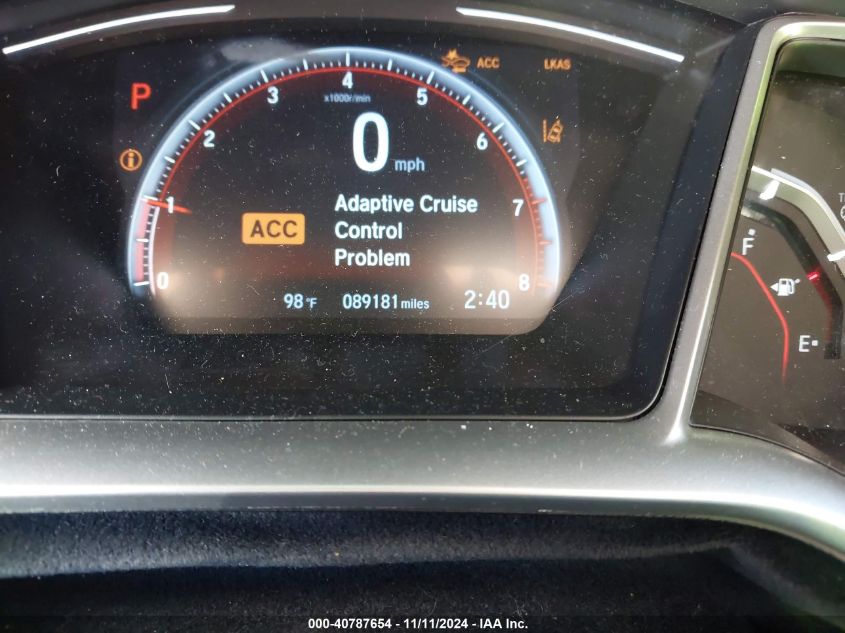 P
ACC
LKAS
0 1 2 3 4 5 6 7 8
x1000r/min
0 mph
ACC
Adaptive Cruise
Control
Problem
98 °F
089181 miles
2:40
F
E
000-40787654 - 11/11/2024 - IAA Inc.